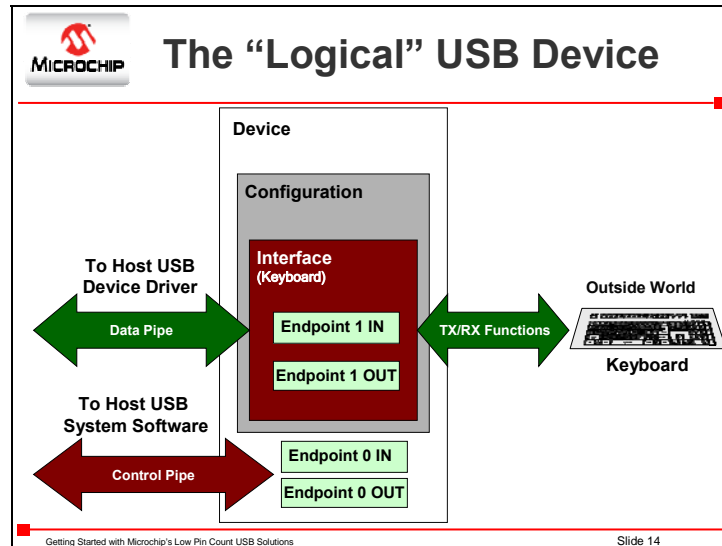 MICROCHIP
The “Logical” USB Device
Device
Configuration
Interface
(Keyboard)
To Host USB
Device Driver
Data Pipe
Endpoint 1 IN
Endpoint 1 OUT
TX/RX Functions
Outside World
Keyboard
To Host USB
System Software
Control Pipe
Endpoint 0 IN
Endpoint 0 OUT
Getting Started with Microchip's Low Pin Count USB Solutions
Slide 14